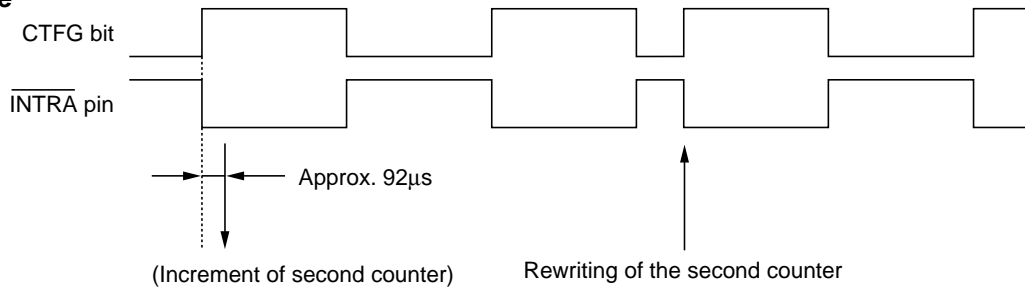 CTFG bit
INTRA pin
Approx. 92µs
(Increment of second counter)
Rewriting of the second counter